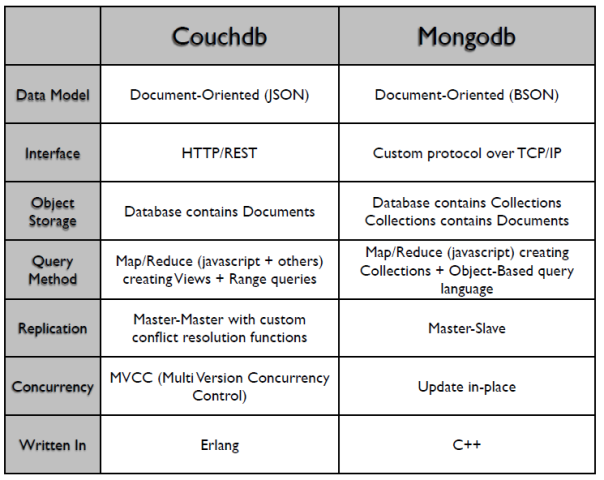 Couchdb Mongodb
Data Model Document-Oriented (JSON) Document-Oriented (BSON)
Interface HTTP/REST Custom protocol over TCP/IP
Object
Storage
Database contains Documents
Database contains Collections
Collections contains Documents
Query
Method
Map/Reduce (javascript + others)
creating Views + Range queries
Map/Reduce (javascript) creating
Collections + Object-Based query
language
Replication
Master-Master with custom
conflict resolution functions
Master-Slave
Concurrency
MVCC (Multi Version Concurrency
Control)
Update in-place
Written In Erlang C++